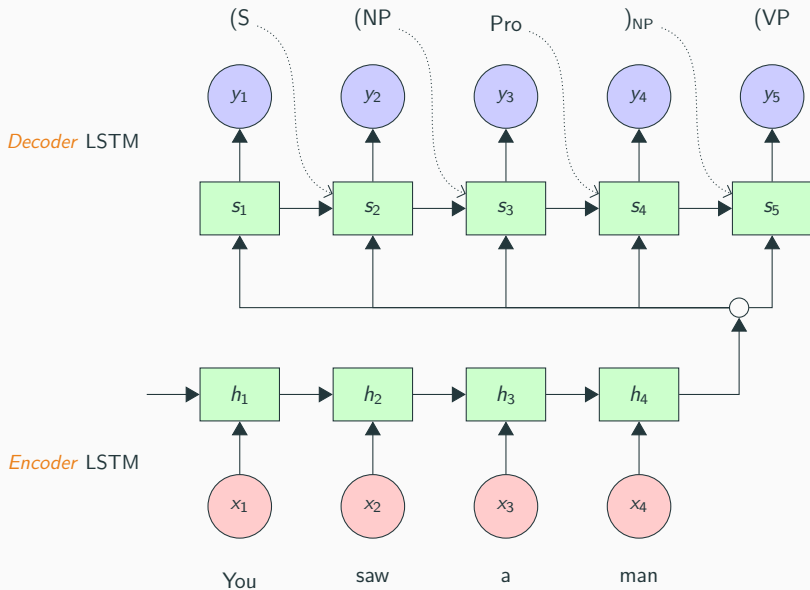 (S (NP Pro )NP (VP
y1 y2 y3 y4 y5
Decoder LSTM
s1 s2 s3 s4 s5
h1 h2 h3 h4
Encoder LSTM
x1 x2 x3 x4
You saw a man